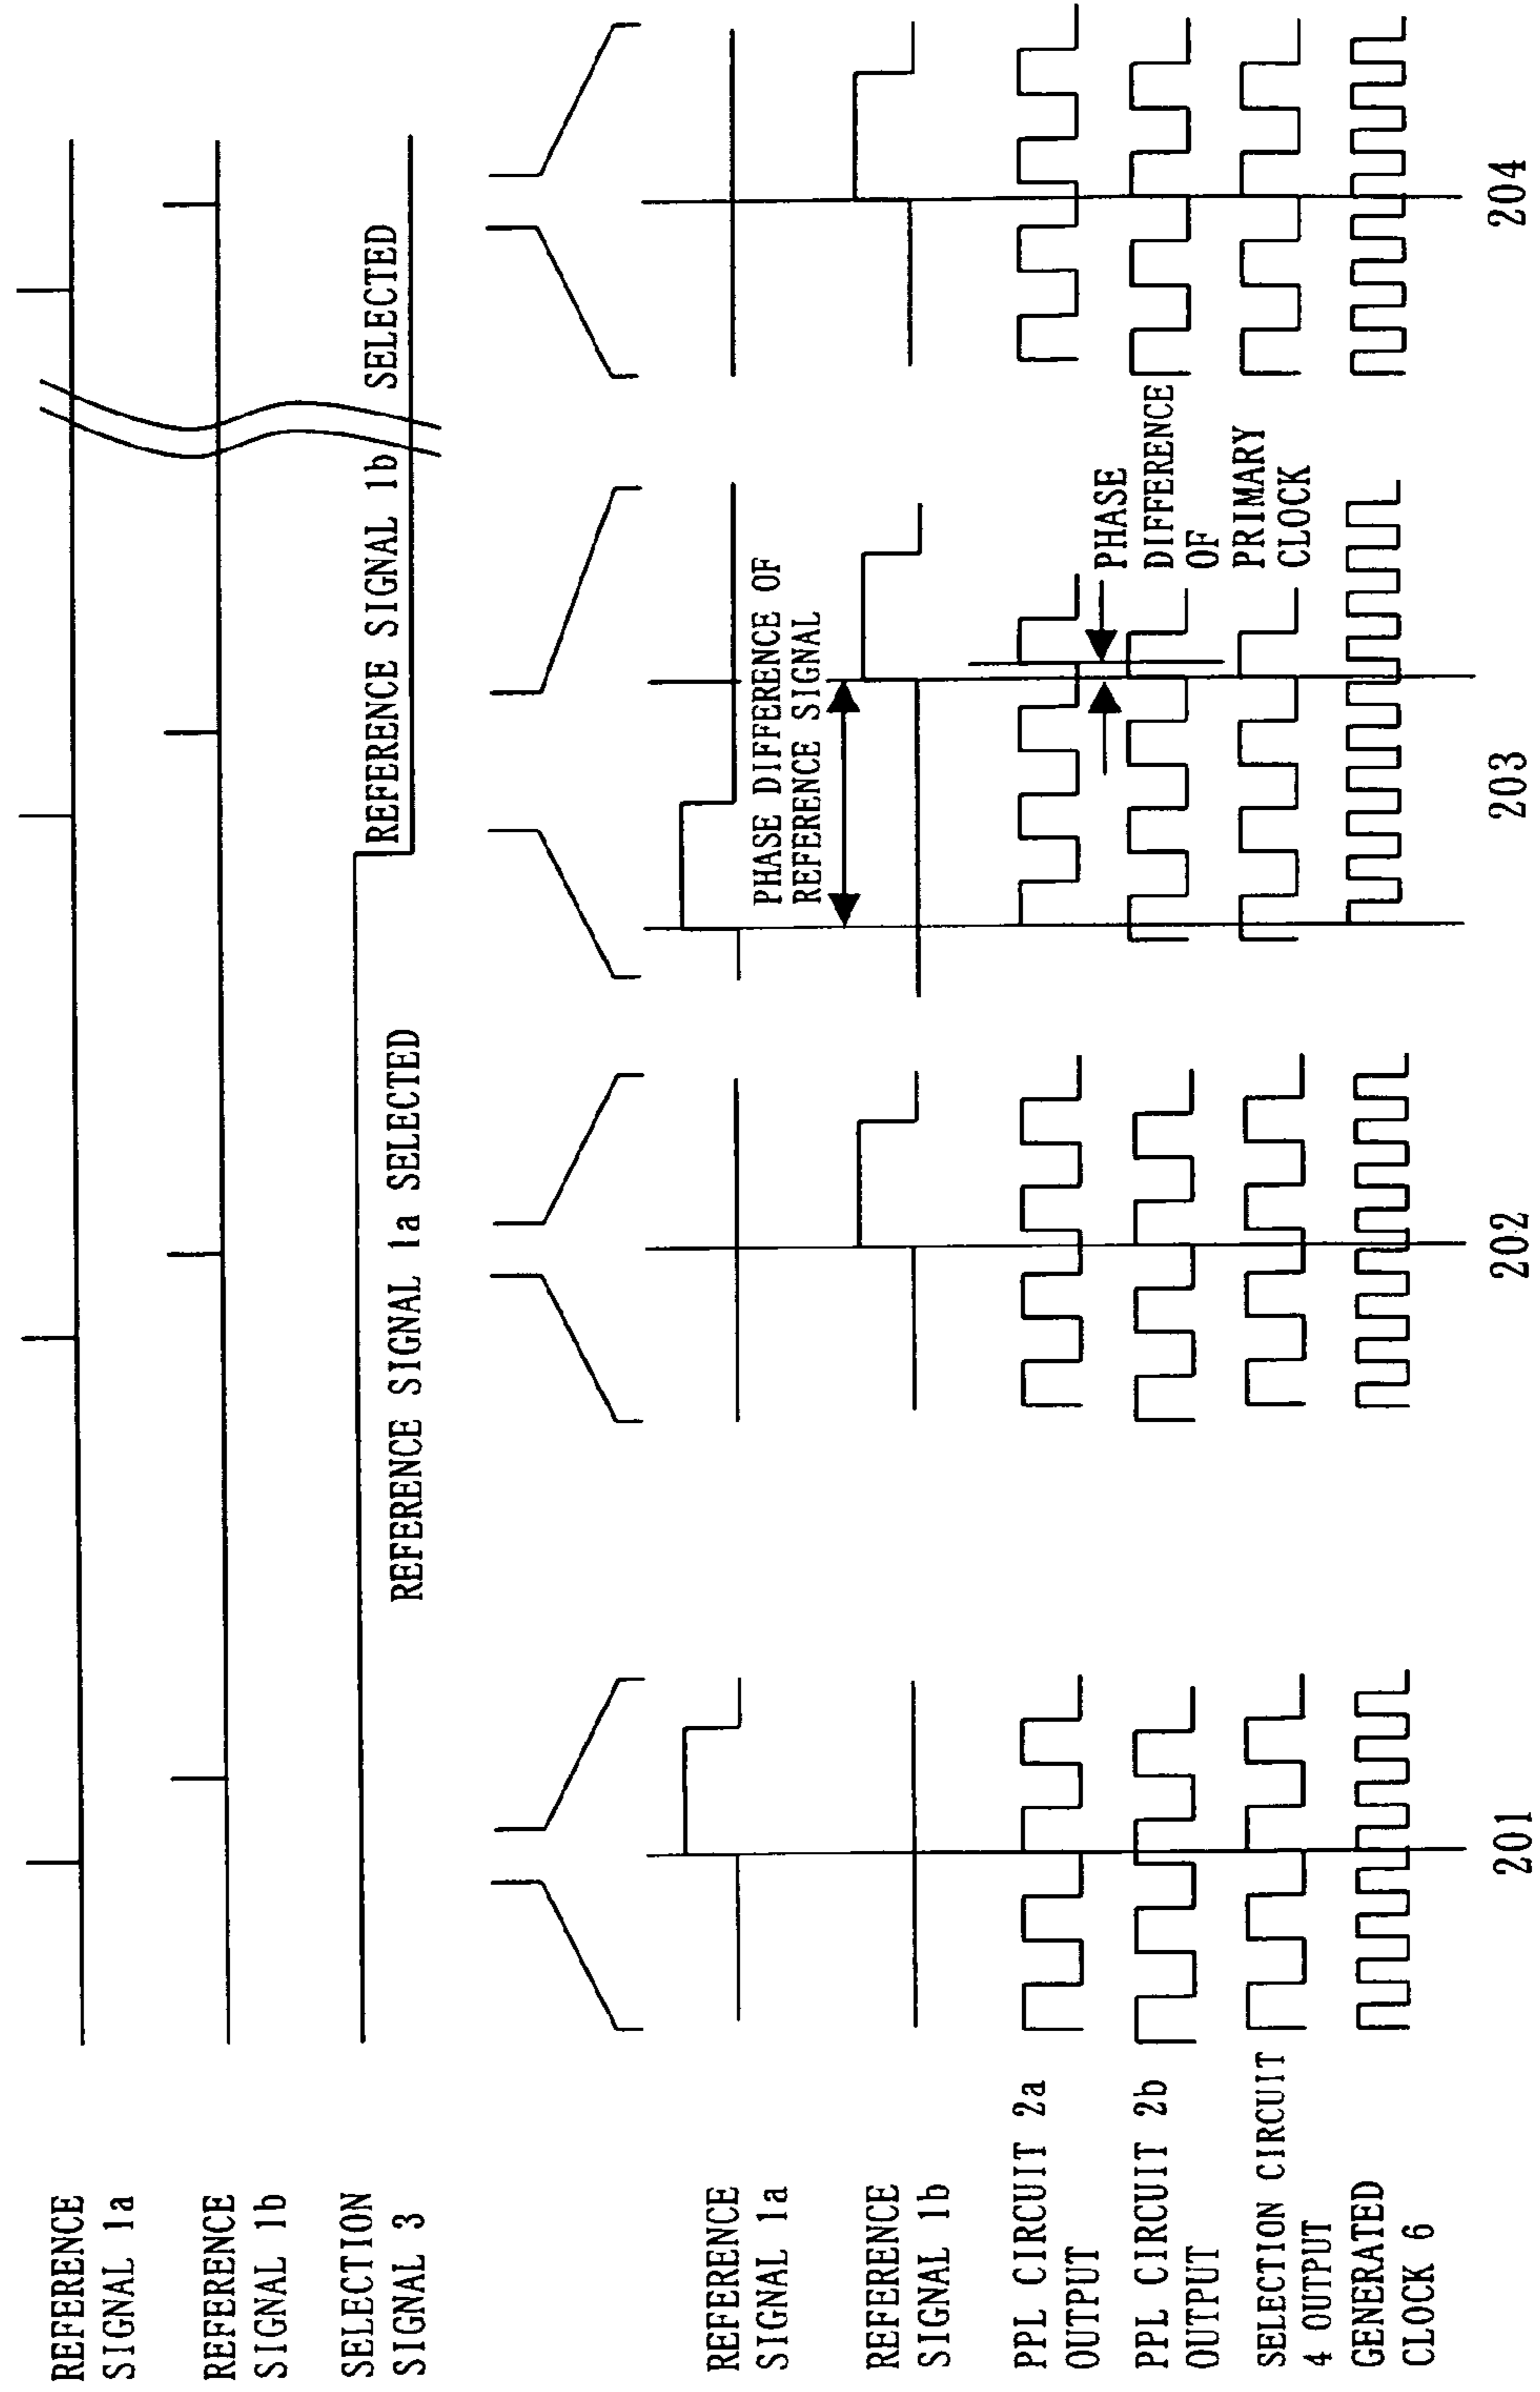 REFERENCE
SIGNAL 1a
REFERENCE
SIGNAL 1b
SELECTION
SIGNAL 3
REFERENCE SIGNAL 1a SELECTED
REFERENCE SIGNAL 1b SELECTED
REFERENCE
SIGNAL 1a
PHASE DIFFERENCE OF
REFERENCE SIGNAL
REFERENCE
SIGNAL 1b
PPL CIRCUIT 2a
OUTPUT
PPL CIRCUIT 2b
OUTPUT
PHASE
DIFFERENCE
OF
PRIMARY
CLOCK
SELECTION CIRCUIT
4 OUTPUT
GENERATED
CLOCK 6
201
202
203
204